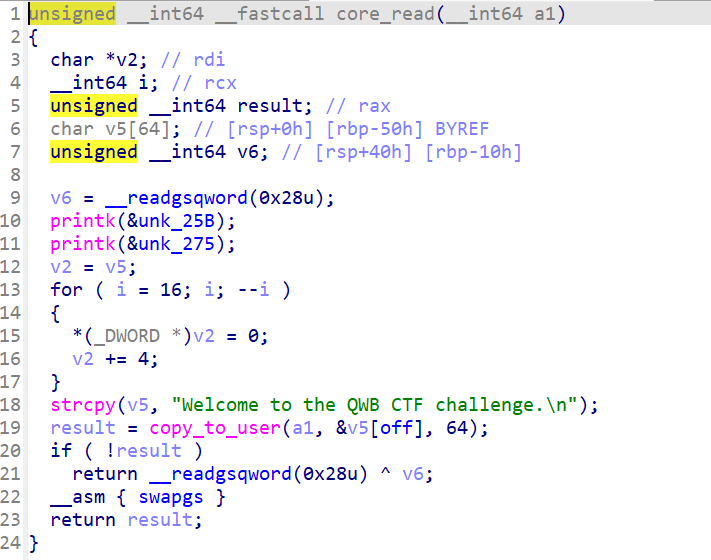 1 unsigned __int64 __fastcall core_read(__int64 a1)
2 {
3   char *v2; // rdi
4   __int64 i; // rcx
5   unsigned __int64 result; // rax
6   char v5[64]; // [rsp+0h] [rbp-50h] BYREF
7   unsigned __int64 v6; // [rsp+40h] [rbp-10h]
8
9   v6 = __readgsqword(0x28u);
10   printk(&unk_25B);
11   printk(&unk_275);
12   v2 = v5;
13   for ( i = 16; i; --i )
14   {
15     *(_DWORD *)v2 = 0;
16     v2 += 4;
17   }
18   strcpy(v5, "Welcome to the QWB CTF challenge.\n");
19   result = copy_to_user(a1, &v5[off], 64);
20   if ( !result )
21     return __readgsqword(0x28u) ^ v6;
22   __asm { swapgs }
23   return result;
24 }